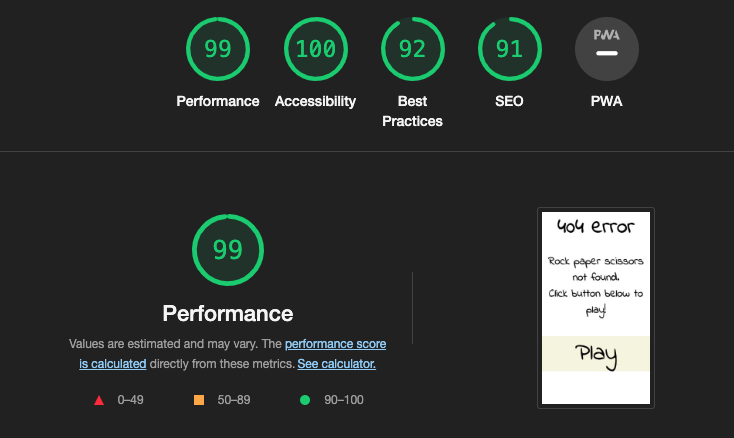 99
100
92
91
PWA
Performance
Accessibility
Best
Practices
SEO
PWA
99
Performance
Values are estimated and may vary. The performance score
is calculated directly from these metrics. See calculator.
0–49
50–89
90–100
404 error
Rock paper scissors
not found.
Click button below to
play!
Play